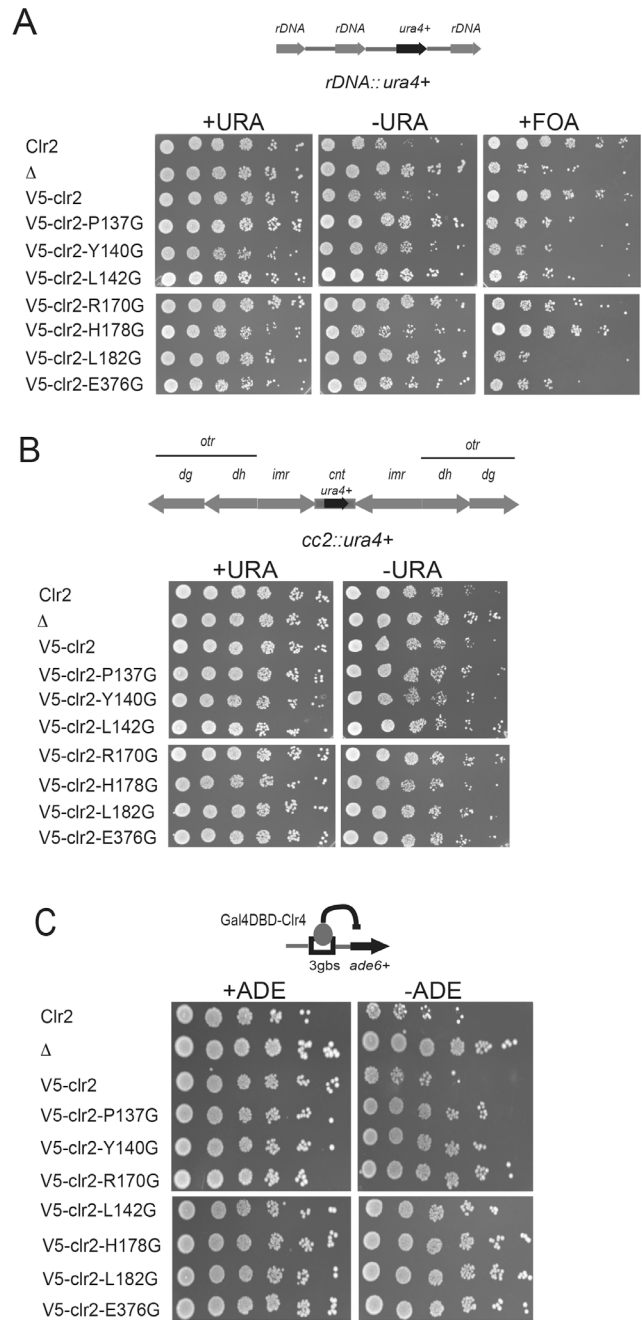 A
rDNA rDNA ura4+ rDNA
rDNA::ura4+
+URA -URA +FOA
Clr2
Δ
V5-clr2
V5-clr2-P137G
V5-clr2-Y140G
V5-clr2-L142G
V5-clr2-R170G
V5-clr2-H178G
V5-clr2-L182G
V5-clr2-E376G
B
otr otr
dg dh imr cnt imr dh dg
ura4+
cc2::ura4+
+URA -URA
Clr2
Δ
V5-clr2
V5-clr2-P137G
V5-clr2-Y140G
V5-clr2-L142G
V5-clr2-R170G
V5-clr2-H178G
V5-clr2-L182G
V5-clr2-E376G
C
Gal4DBD-Clr4
3gbs ade6+
+ADE -ADE
Clr2
Δ
V5-clr2
V5-clr2-P137G
V5-clr2-Y140G
V5-clr2-R170G
V5-clr2-L142G
V5-clr2-H178G
V5-clr2-L182G
V5-clr2-E376G